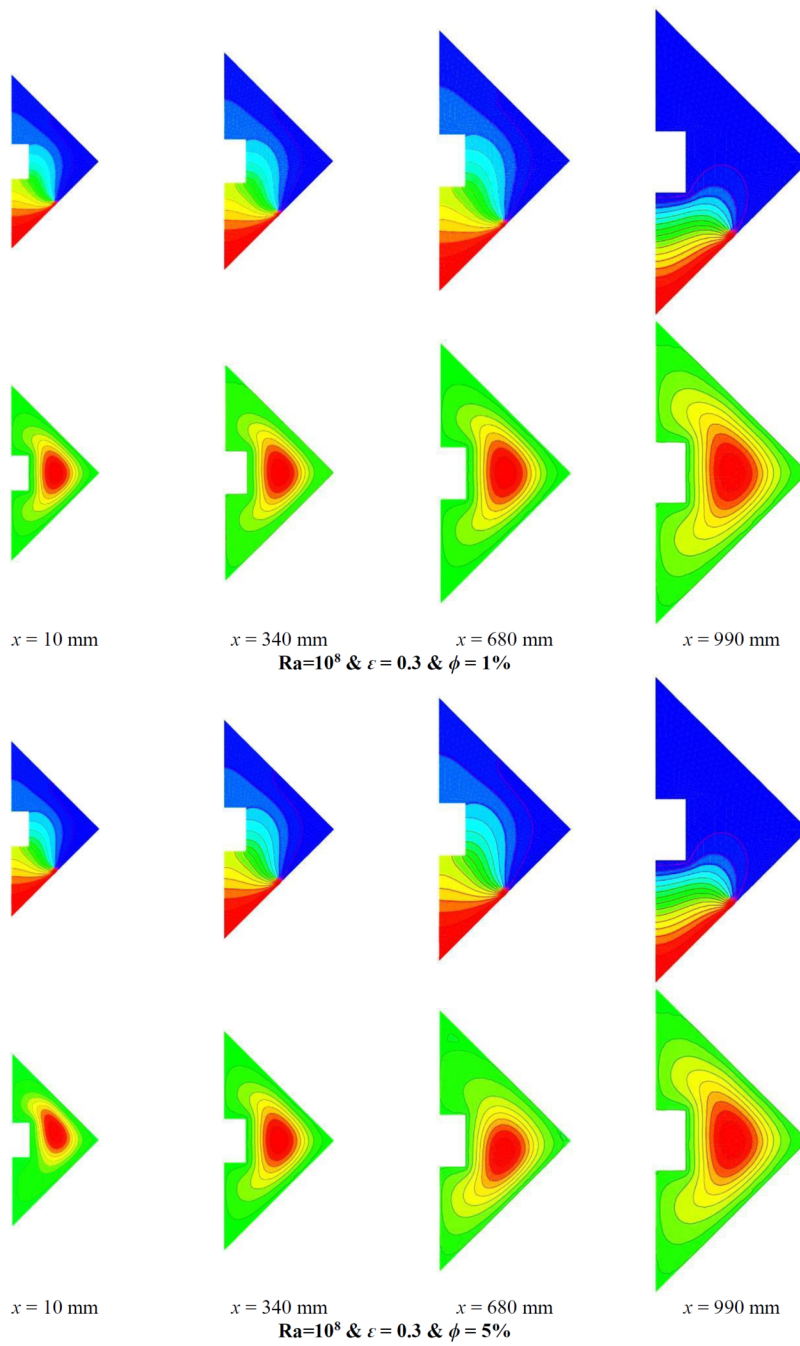 x = 10 mm x = 340 mm x = 680 mm x = 990 mm
Ra=10⁸ & ε = 0.3 & ϕ = 1%
x = 10 mm x = 340 mm x = 680 mm x = 990 mm
Ra=10⁸ & ε = 0.3 & ϕ = 5%